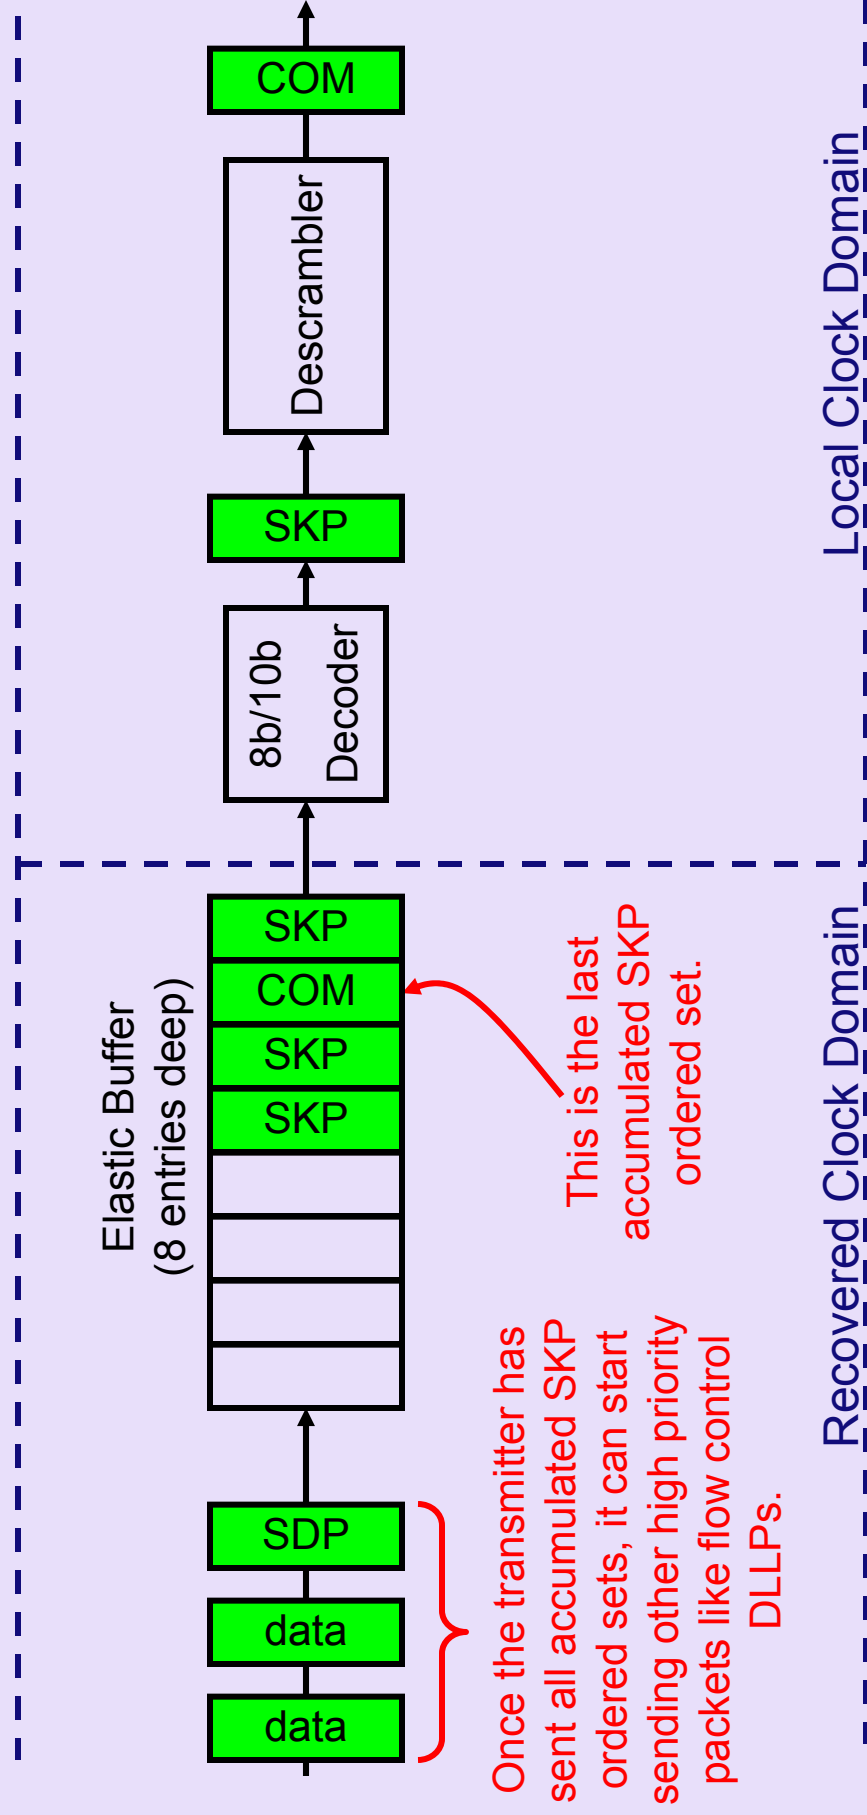 Elastic Buffer
(8 entries deep)
data
data
SDP
SKP
SKP
COM
SKP
8b/10b
Decoder
SKP
Descrambler
COM
Once the transmitter has
sent all accumulated SKP
ordered sets, it can start
sending other high priority
packets like flow control
DLLPs.
This is the last
accumulated SKP
ordered set.
Recovered Clock Domain
Local Clock Domain